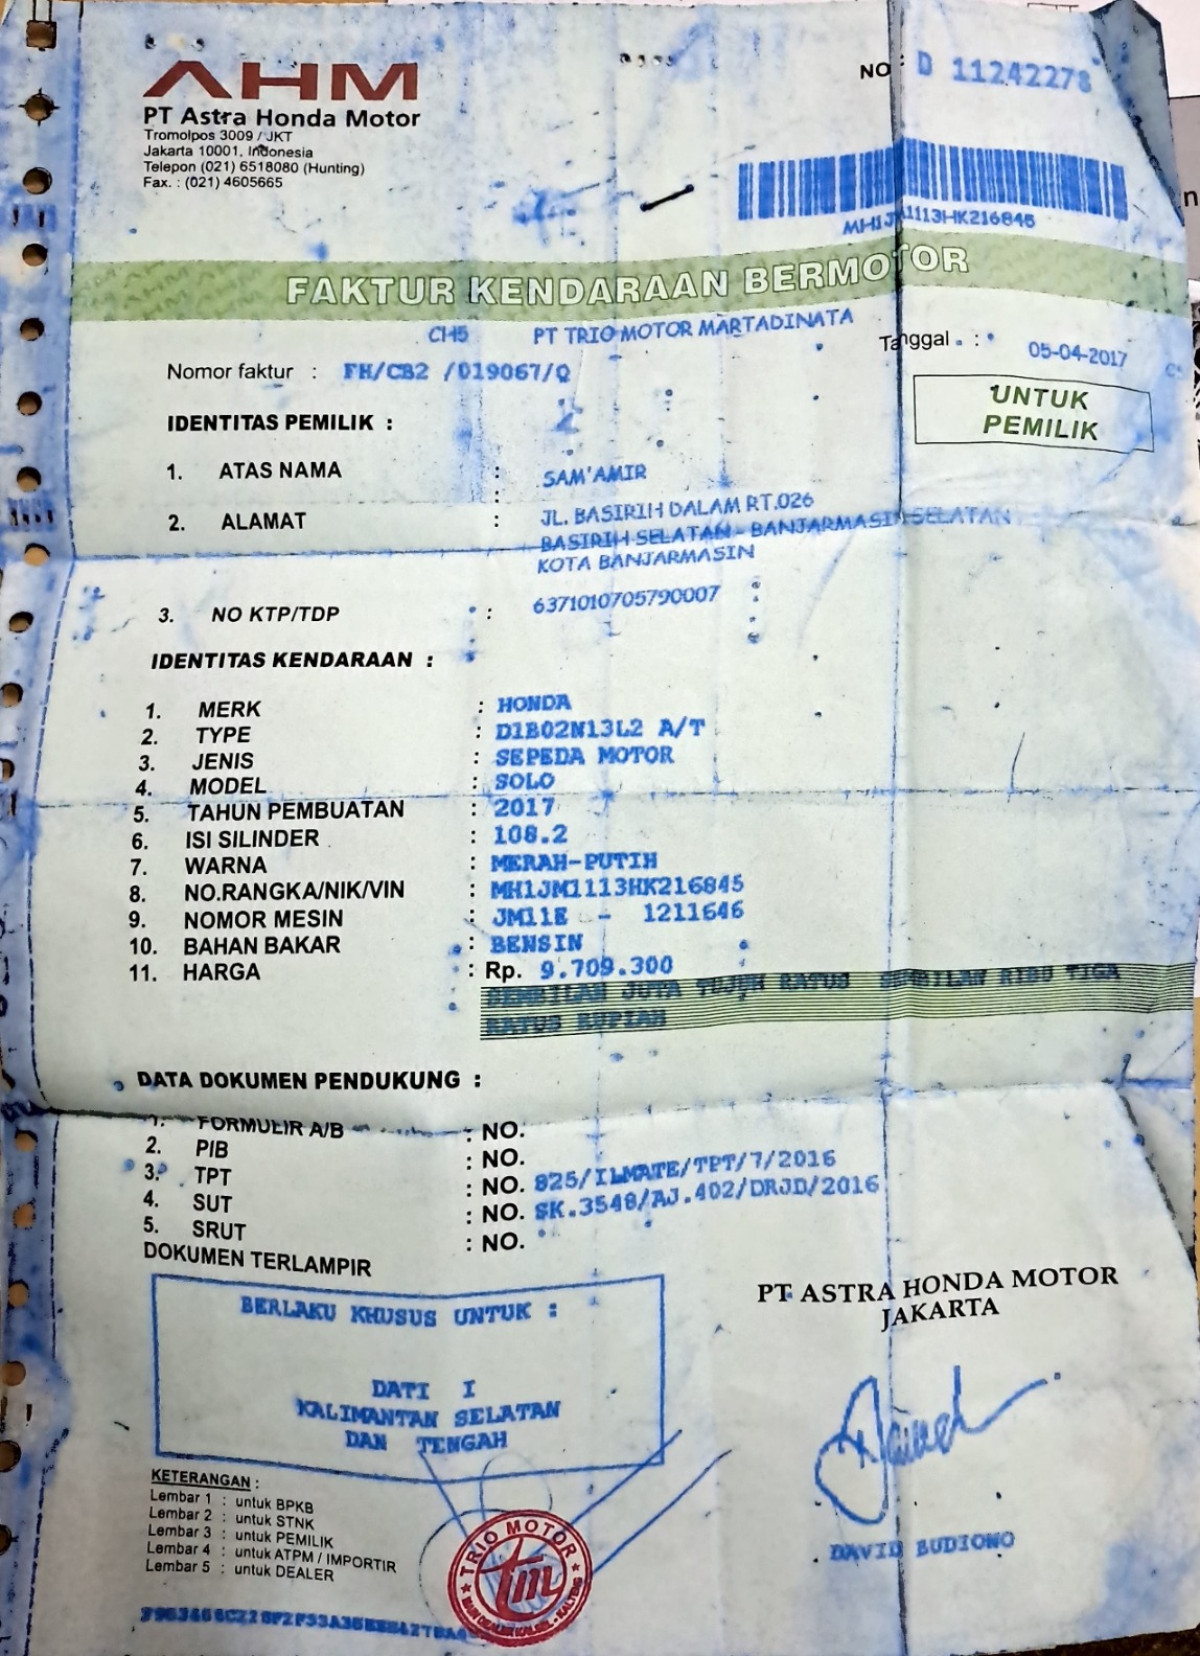 AHM
PT Astra Honda Motor
Tromolpos 3009 / JKT
Jakarta 10001, Indonesia
Telepon (021) 6518080 (Hunting)
Fax. : (021) 4605665
NO : D 11242278
MH1JM1113HK216845
FAKTUR KENDARAAN BERMOTOR
CH5 PT TRIO MOTOR MARTADINATA
Tanggal : 05-04-2017
Nomor faktur : FH/CB2 /019067/Q
UNTUK
PEMILIK
IDENTITAS PEMILIK :
1. ATAS NAMA : SAM'AMIR
2. ALAMAT : JL. BASIRIH DALAM RT.026
BASIRIH SELATAN - BANJARMASIN SELATAN
KOTA BANJARMASIN
3. NO KTP/TDP : 6371010705790007
IDENTITAS KENDARAAN :
1. MERK : HONDA
2. TYPE : D1B02N13L2 A/T
3. JENIS : SEPEDA MOTOR
4. MODEL : SOLO
5. TAHUN PEMBUATAN : 2017
6. ISI SILINDER : 108.2
7. WARNA : MERAH-PUTIH
8. NO.RANGKA/NIK/VIN : MH1JM1113HK216845
9. NOMOR MESIN : JM11E - 1211646
10. BAHAN BAKAR : BENSIN
11. HARGA : Rp. 9.709.300
SEMBILAN JUTA TUJUH RATUS SEMBILAN RIBU TIGA
RATUS RUPIAH
DATA DOKUMEN PENDUKUNG :
1. FORMULIR A/B : NO.
2. PIB : NO.
3. TPT : NO. 825/ILMATE/TPT/7/2016
4. SUT : NO. SK.3548/AJ.402/DRJD/2016
5. SRUT : NO.
DOKUMEN TERLAMPIR
BERLAKU KHUSUS UNTUK :
DATI I
KALIMANTAN SELATAN
DAN TENGAH
PT ASTRA HONDA MOTOR
JAKARTA
DAVID BUDIONO
KETERANGAN :
Lembar 1 : untuk BPKB
Lembar 2 : untuk STNK
Lembar 3 : untuk PEMILIK
Lembar 4 : untuk ATPM / IMPORTIR
Lembar 5 : untuk DEALER
TRIO MOTOR
tm